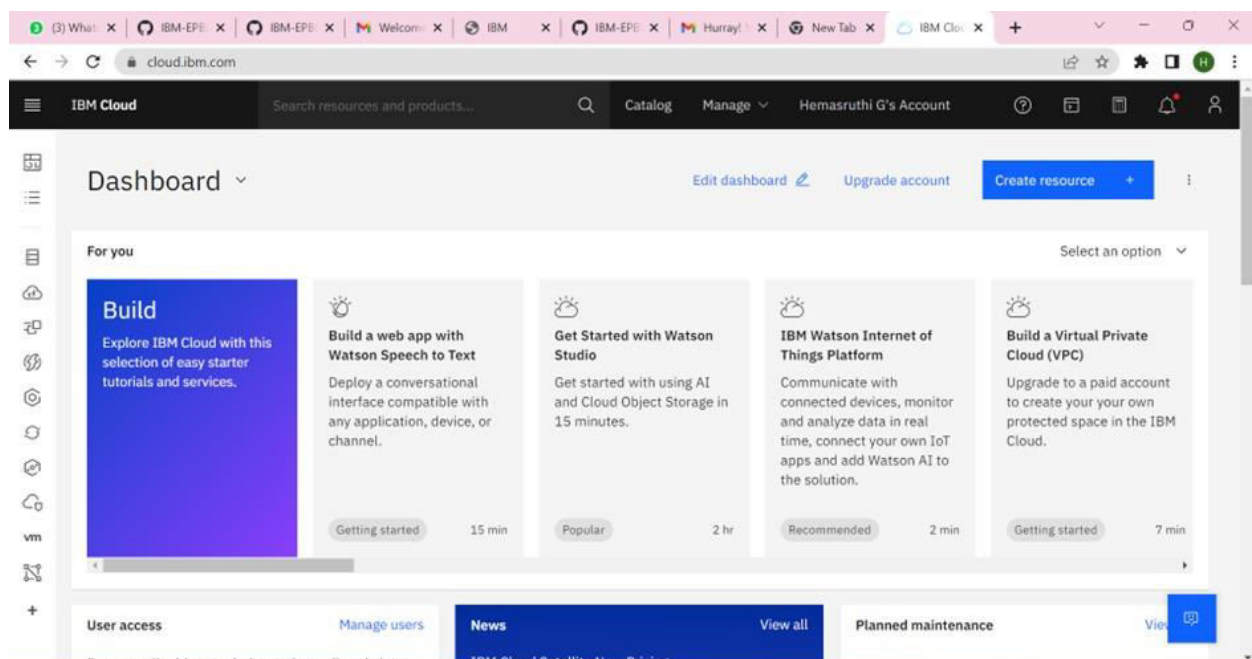 (3) What
IBM-EPB
IBM-EPB
Welcome
IBM
IBM-EPB
Hurray!
New Tab
IBM Clou
cloud.ibm.com
H
IBM Cloud
Search resources and products...
Catalog
Manage
Hemasruthi G's Account
Dashboard
Edit dashboard
Upgrade account
Create resource +
For you
Select an option
Build
Explore IBM Cloud with this
selection of easy starter
tutorials and services.
Build a web app with
Watson Speech to Text
Deploy a conversational
interface compatible with
any application, device, or
channel.
Getting started
15 min
Get Started with Watson
Studio
Get started with using AI
and Cloud Object Storage in
15 minutes.
Popular
2 hr
IBM Watson Internet of
Things Platform
Communicate with
connected devices, monitor
and analyze data in real
time, connect your own IoT
apps and add Watson AI to
the solution.
Recommended
2 min
Build a Virtual Private
Cloud (VPC)
Upgrade to a paid account
to create your your own
protected space in the IBM
Cloud.
Getting started
7 min
vm
User access
Manage users
News
View all
Planned maintenance